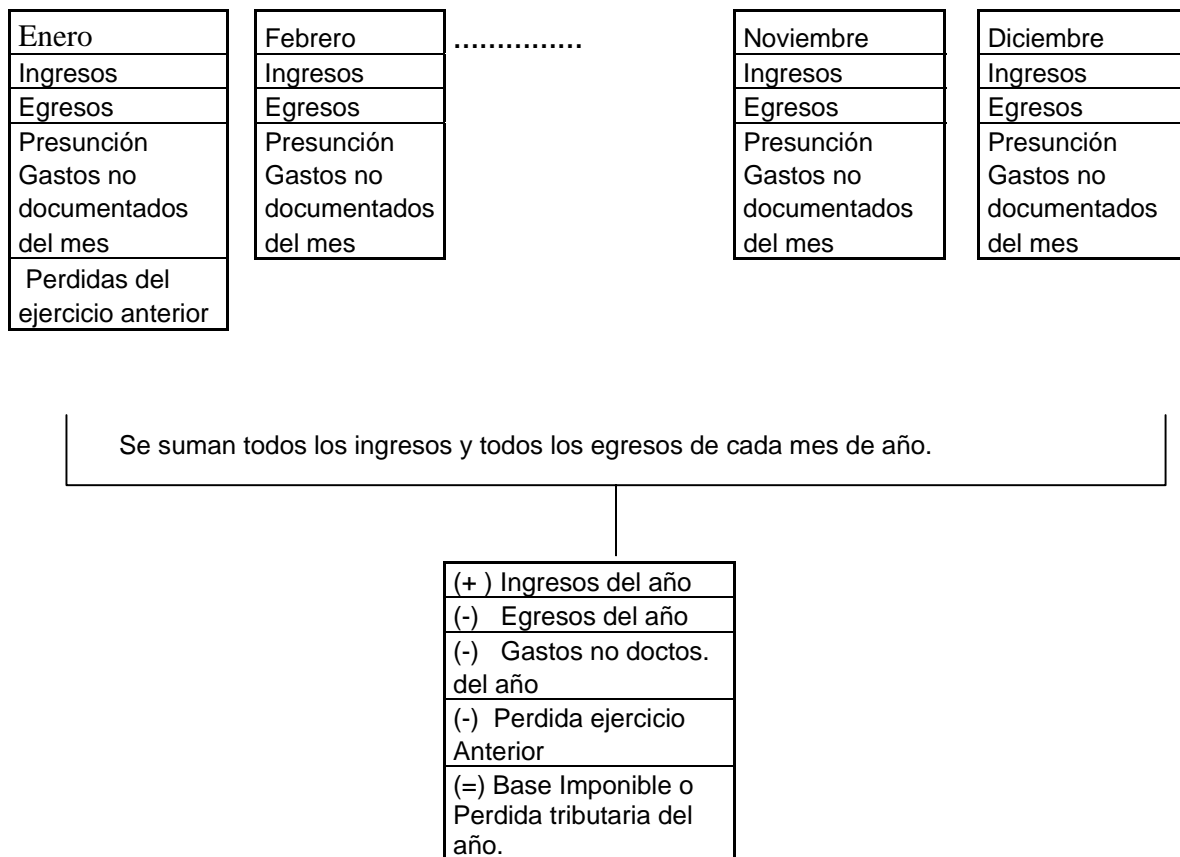 Enero
Ingresos
Egresos
Presunción
Gastos no
documentados
del mes
Perdidas del
ejercicio anterior
Febrero
Ingresos
Egresos
Presunción
Gastos no
documentados
del mes
……………
Noviembre
Ingresos
Egresos
Presunción
Gastos no
documentados
del mes
Diciembre
Ingresos
Egresos
Presunción
Gastos no
documentados
del mes
Se suman todos los ingresos y todos los egresos de cada mes de año.
(+ ) Ingresos del año
(-) Egresos del año
(-) Gastos no doctos.
del año
(-) Perdida ejercicio
Anterior
(=) Base Imponible o
Perdida tributaria del
año.